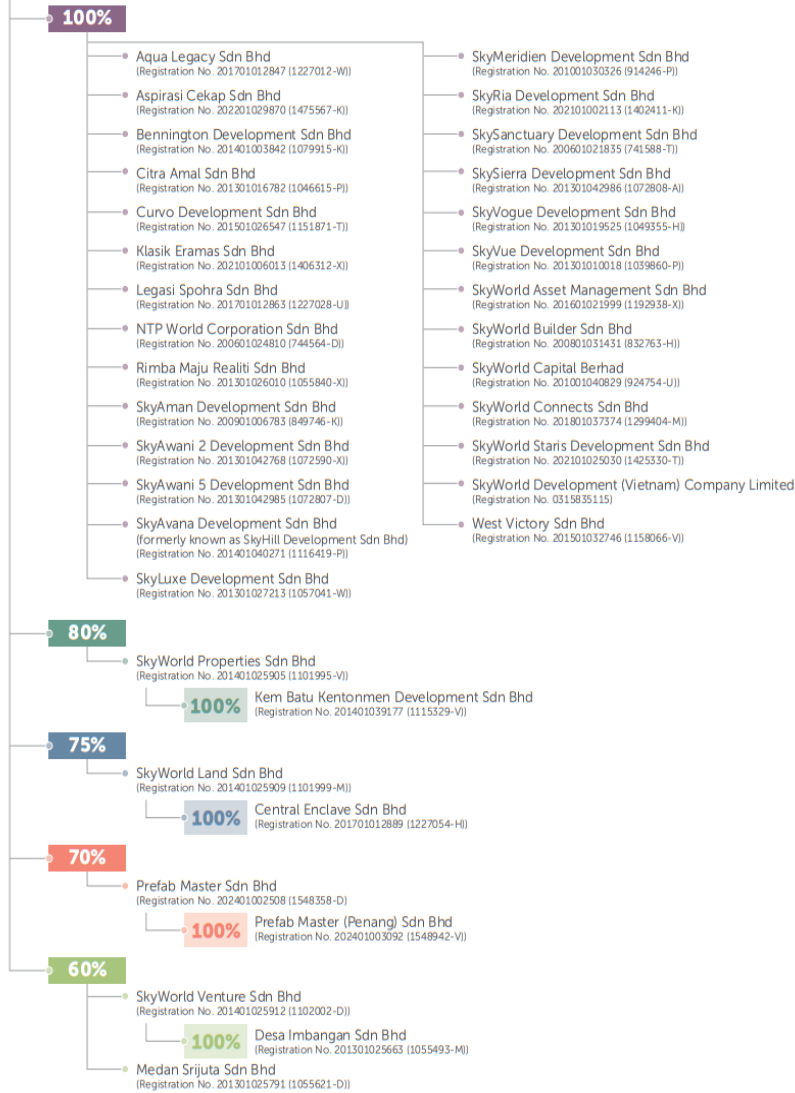 100%
Aqua Legacy Sdn Bhd
(Registration No. 201701012847 (1227012-W))
Aspirasi Cekap Sdn Bhd
(Registration No. 202201029870 (1475567-K))
Bennington Development Sdn Bhd
(Registration No. 201401003842 (1079915-K))
Citra Amal Sdn Bhd
(Registration No. 201301016782 (1046615-P))
Curvo Development Sdn Bhd
(Registration No. 201501026547 (1151871-T))
Klasik Eramas Sdn Bhd
(Registration No. 202101006013 (1406312-X))
Legasi Spohra Sdn Bhd
(Registration No. 201701012863 (1227028-U))
NTP World Corporation Sdn Bhd
(Registration No. 200601024810 (744564-D))
Rimba Maju Realiti Sdn Bhd
(Registration No. 201301026010 (1055840-X))
SkyAman Development Sdn Bhd
(Registration No. 200901006783 (849746-K))
SkyAwani 2 Development Sdn Bhd
(Registration No. 201301042768 (1072590-X))
SkyAwani 5 Development Sdn Bhd
(Registration No. 201301042985 (1072807-D))
SkyAvana Development Sdn Bhd
(formerly known as SkyHill Development Sdn Bhd)
(Registration No. 201401040271 (1116419-P))
SkyLuxe Development Sdn Bhd
(Registration No. 201301027213 (1057041-W))
SkyMeridien Development Sdn Bhd
(Registration No. 201001030326 (914246-P))
SkyRia Development Sdn Bhd
(Registration No. 202101002113 (1402411-K))
SkySanctuary Development Sdn Bhd
(Registration No. 200601021835 (741588-T))
SkySierra Development Sdn Bhd
(Registration No. 201301042986 (1072808-A))
SkyVogue Development Sdn Bhd
(Registration No. 201301019525 (1049355-H))
SkyVue Development Sdn Bhd
(Registration No. 201301010018 (1039860-P))
SkyWorld Asset Management Sdn Bhd
(Registration No. 201601021999 (1192938-X))
SkyWorld Builder Sdn Bhd
(Registration No. 200801031431 (832763-H))
SkyWorld Capital Berhad
(Registration No. 201001040829 (924754-U))
SkyWorld Connects Sdn Bhd
(Registration No. 201801037374 (1299404-M))
SkyWorld Staris Development Sdn Bhd
(Registration No. 202101025030 (1425330-T))
SkyWorld Development (Vietnam) Company Limited
(Registration No. 0315835115)
West Victory Sdn Bhd
(Registration No. 201501032746 (1158066-V))
80%
SkyWorld Properties Sdn Bhd
(Registration No. 201401025905 (1101995-V))
100%
Kem Batu Kentonmen Development Sdn Bhd
(Registration No. 201401039177 (1115329-V))
75%
SkyWorld Land Sdn Bhd
(Registration No. 201401025909 (1101999-M))
100%
Central Enclave Sdn Bhd
(Registration No. 201701012889 (1227054-H))
70%
Prefab Master Sdn Bhd
(Registration No. 202401002508 (1548358-D)
100%
Prefab Master (Penang) Sdn Bhd
(Registration No. 202401003092 (1548942-V))
60%
SkyWorld Venture Sdn Bhd
(Registration No. 201401025912 (1102002-D))
100%
Desa Imbangan Sdn Bhd
(Registration No. 201301025663 (1055493-M))
Medan Srijuta Sdn Bhd
(Registration No. 201301025791 (1055621-D))